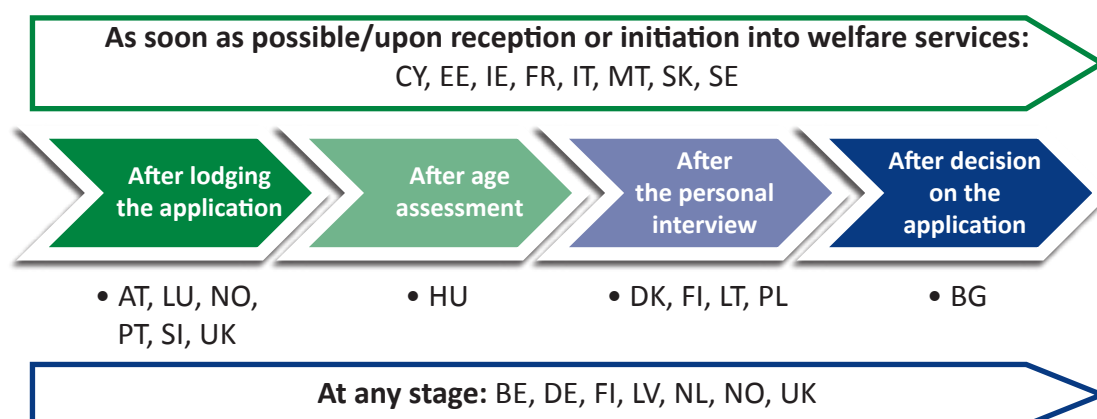 As soon as possible/upon reception or initiation into welfare services:
CY, EE, IE, FR, IT, MT, SK, SE
After lodging
the application
After age
assessment
After
the personal
interview
After decision
on the
application
• AT, LU, NO,
PT, SI, UK
• HU
• DK, FI, LT, PL
• BG
At any stage: BE, DE, FI, LV, NL, NO, UK